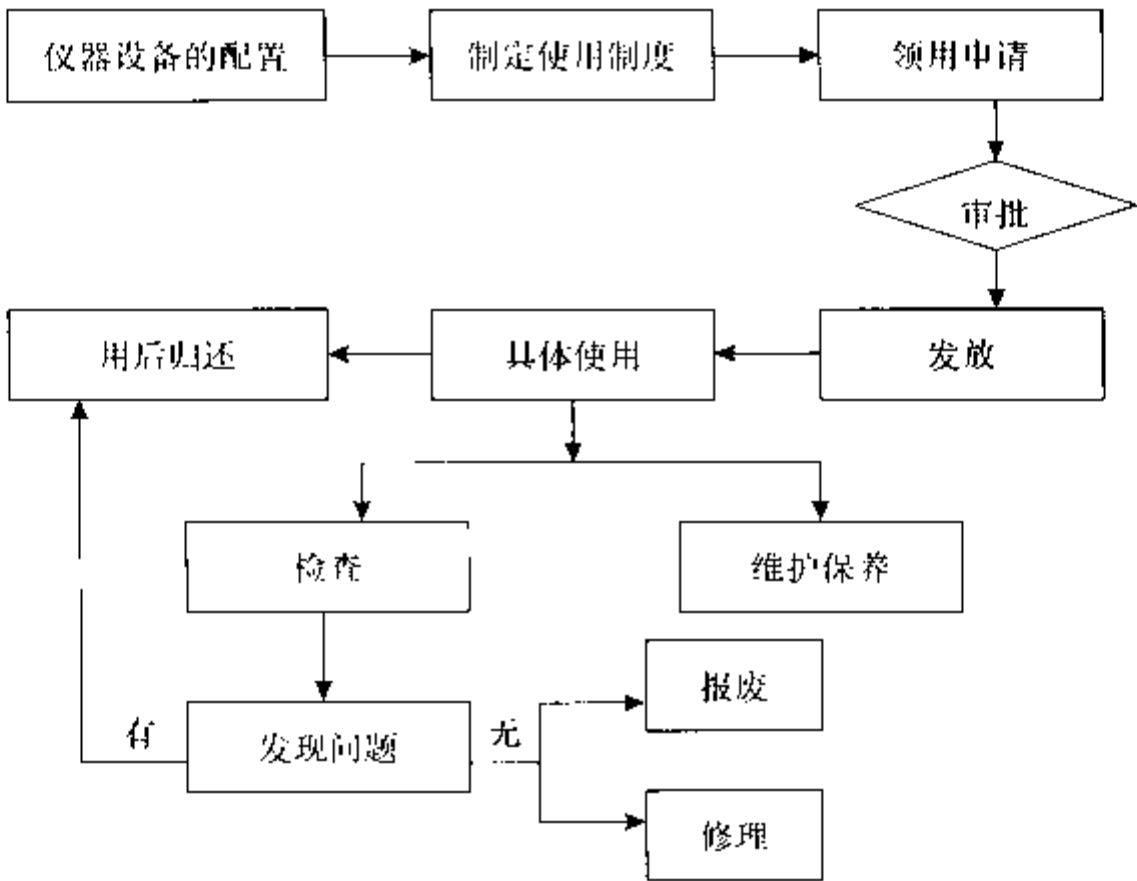 仪器设备的配置
制定使用制度
领用申请
审批
用后归还
具体使用
发放
检查
维护保养
报废
有
发现问题
无
修理